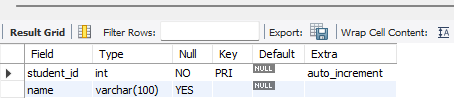 Result Grid Filter Rows: Export: Wrap Cell Content: IA
Field Type Null Key Default Extra
student_id int NO PRI NULL auto_increment
name varchar(100) YES NULL